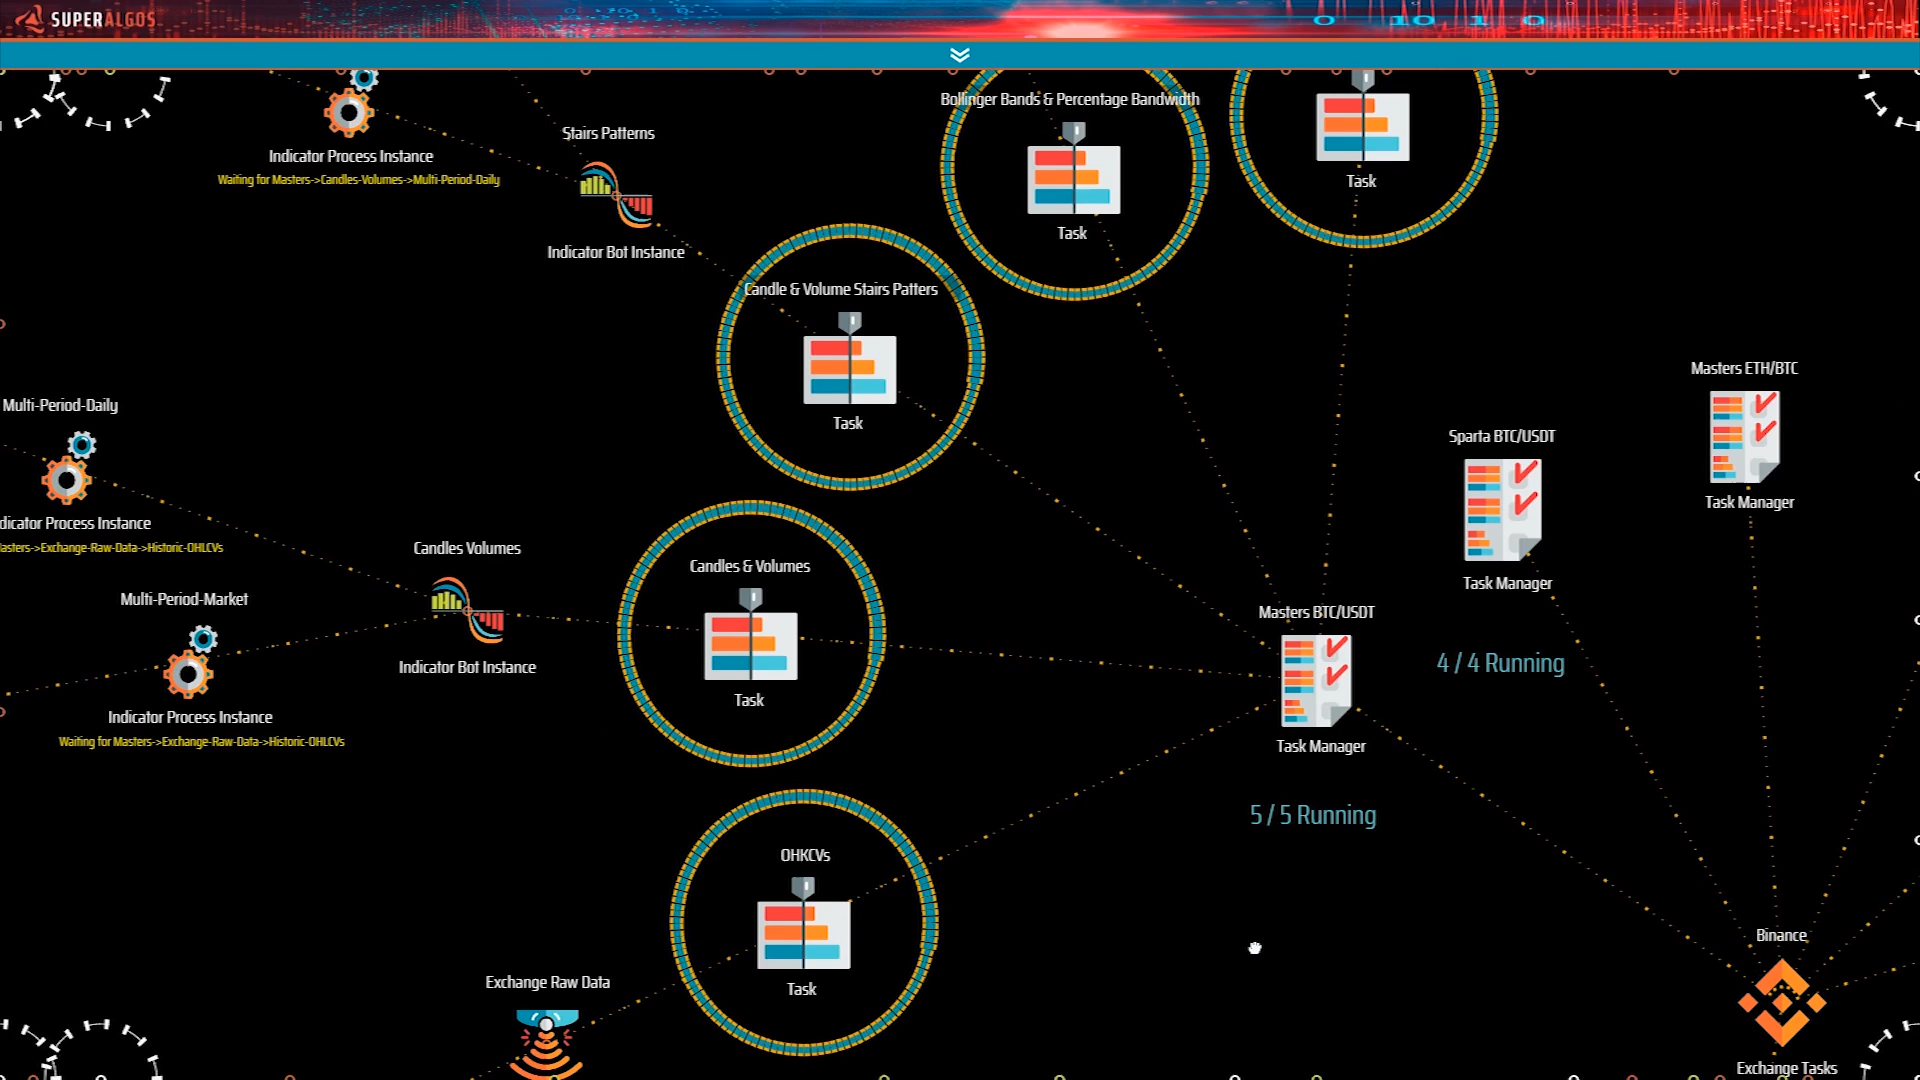 SUPERALGOS
0 10 1 0
Bollinger Bands & Percentage Bandwidth
Task
Task
Stairs Patterns
Indicator Bot Instance
Indicator Process Instance
Waiting for Masters->Candles-Volumes->Multi-Period-Daily
Candle & Volume Stairs Patters
Task
Masters ETH/BTC
Task Manager
Sparta BTC/USDT
Task Manager
4 / 4 Running
Multi-Period-Daily
dicator Process Instance
asters->Exchange-Raw-Data->Historic-OHLCVs
Candles Volumes
Indicator Bot Instance
Candles & Volumes
Task
Multi-Period-Market
Indicator Process Instance
Waiting for Masters->Exchange-Raw-Data->Historic-OHLCVs
Masters BTC/USDT
Task Manager
5 / 5 Running
OHKCVs
Task
Exchange Raw Data
Binance
Exchange Tasks